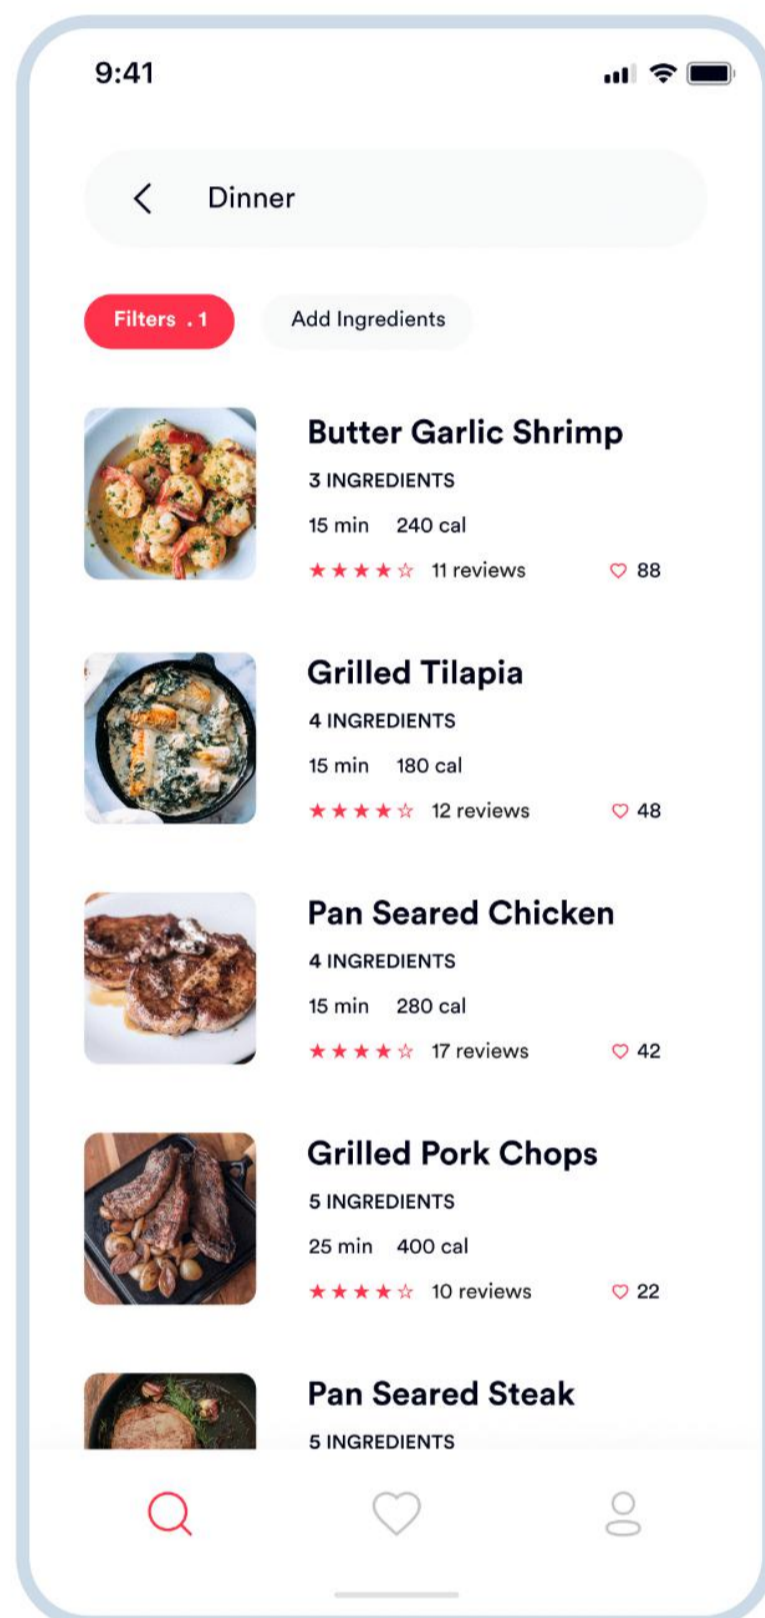 9:41
Dinner
Filters . 1
Add Ingredients
Butter Garlic Shrimp
3 INGREDIENTS
15 min 240 cal
11 reviews 88
Grilled Tilapia
4 INGREDIENTS
15 min 180 cal
12 reviews 48
Pan Seared Chicken
4 INGREDIENTS
15 min 280 cal
17 reviews 42
Grilled Pork Chops
5 INGREDIENTS
25 min 400 cal
10 reviews 22
Pan Seared Steak
5 INGREDIENTS